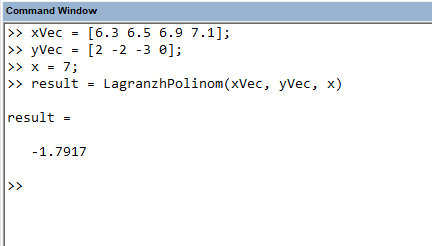 Command Window
>> xVec = [6.3 6.5 6.9 7.1];
>> yVec = [2 -2 -3 0];
>> x = 7;
>> result = LagranzhPolinom(xVec, yVec, x)
result =
-1.7917
>>